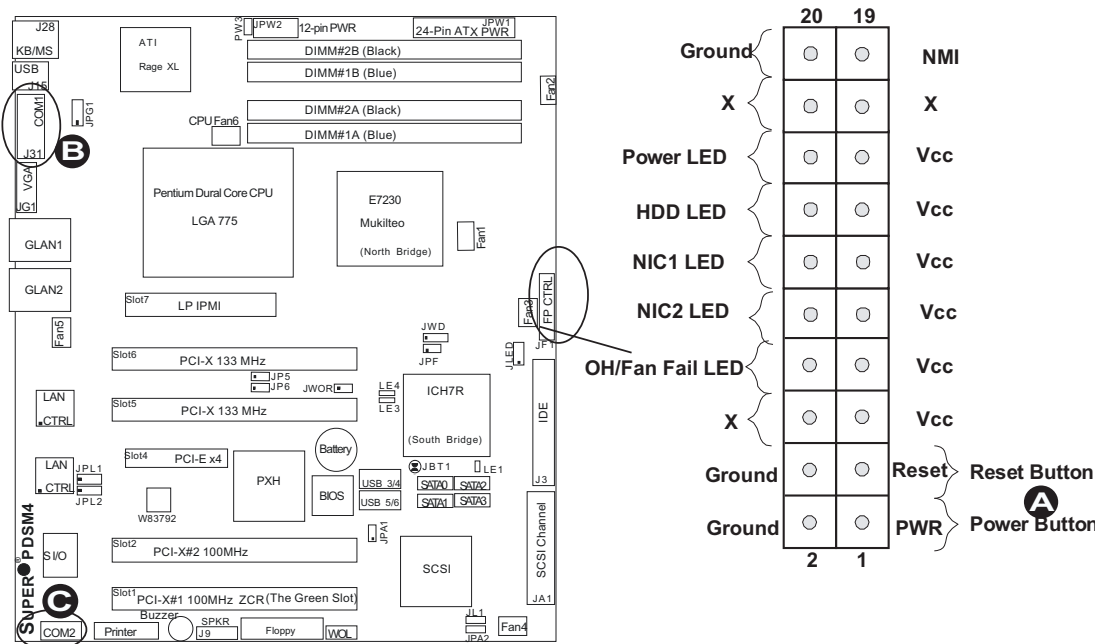 J28
KB/MS
USB
J15
COM1
J31
JPG1
B
VGA
JG1
GLAN1
GLAN2
Fan5
ATI
Rage XL
PW3
JPW2
12-pin PWR
JPW1
24-Pin ATX PWR
DIMM#2B (Black)
DIMM#1B (Blue)
DIMM#2A (Black)
DIMM#1A (Blue)
Fan2
CPU Fan6
Pentium Dural Core CPU
LGA 775
E7230
Mukilteo
(North Bridge)
Fan1
Fan3
FP CTRL
JF1
Slot7
LP IPMI
JWD
JPF
JLED
Slot6
PCI-X 133 MHz
JP5
JP6
JWOR
LE4
LE3
ICH7R
(South Bridge)
IDE
J3
LAN
CTRL
Slot5
PCI-X 133 MHz
Battery
Slot4
PCI-E x4
JBT1
LE1
LAN
CTRL
JPL1
JPL2
PXH
BIOS
USB 3/4
USB 5/6
SATA0
SATA2
SATA1
SATA3
W83792
JPA1
SUPER® PDSM4
SI/O
Slot2
PCI-X#2 100MHz
SCSI
SCSI Channel
JA1
Slot1
PCI-X#1 100MHz ZCR (The Green Slot)
C
COM2
Printer
Buzzer
SPKR
J9
Floppy
WOL
JL1
JPA2
Fan4
20 19
Ground NMI
X X
Power LED Vcc
HDD LED Vcc
NIC1 LED Vcc
NIC2 LED Vcc
OH/Fan Fail LED Vcc
X Vcc
Ground Reset Reset Button
A
Ground PWR Power Button
2 1